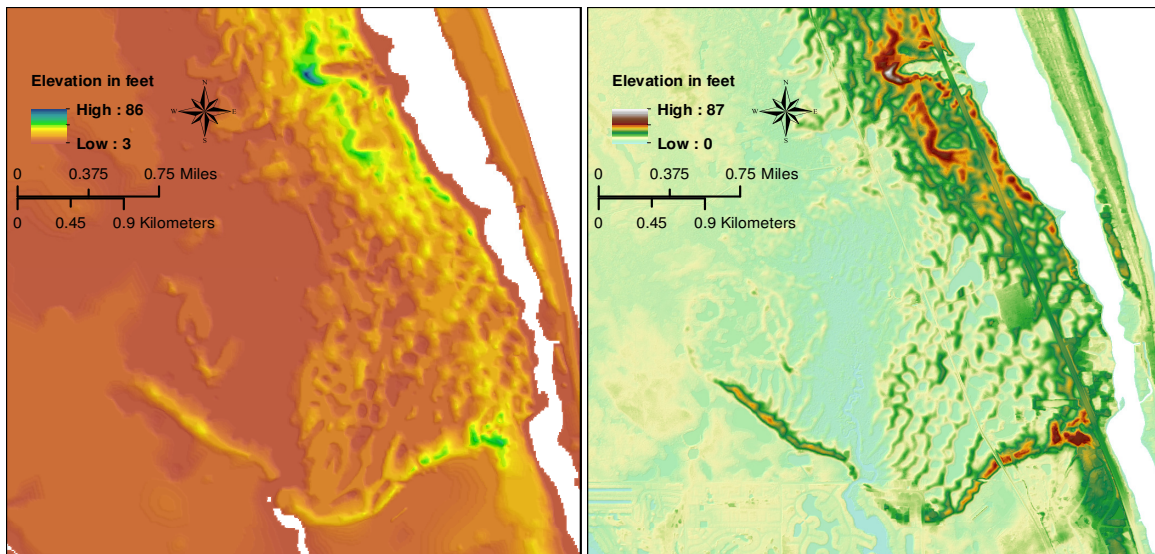 Elevation in feet
High : 86
Low : 3
N
W E
S
0 0.375 0.75 Miles
0 0.45 0.9 Kilometers
Elevation in feet
High : 87
Low : 0
N
W E
S
0 0.375 0.75 Miles
0 0.45 0.9 Kilometers